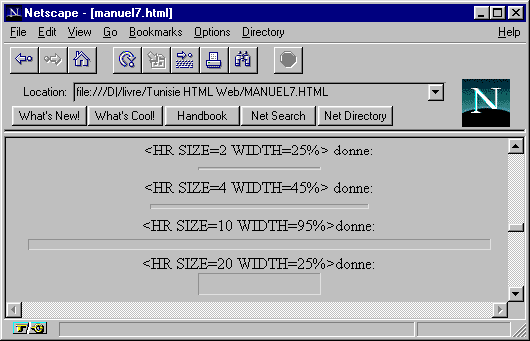 Netscape - [manuel7.html]
File Edit View Go Bookmarks Options Directory Help
Location: file:///D|/livre/Tunisie HTML Web/MANUEL7.HTML
N
What's New! What's Cool! Handbook Net Search Net Directory
<HR SIZE=2 WIDTH=25%> donne:
<HR SIZE=4 WIDTH=45%> donne:
<HR SIZE=10 WIDTH=95%>donne:
<HR SIZE=20 WIDTH=25%>donne: